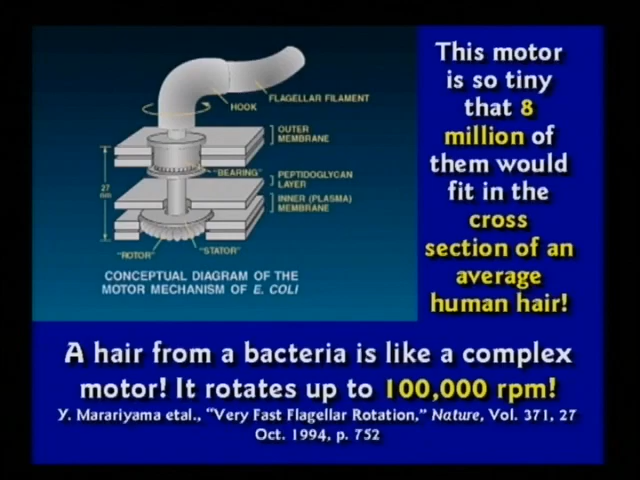 This motor
is so tiny
that 8
million of
them would
fit in the
cross
section of an
average
human hair!
HOOK
FLAGELLAR FILAMENT
OUTER
MEMBRANE
"BEARING"
PEPTIDOGLYCAN
LAYER
27
nm
INNER (PLASMA)
MEMBRANE
"ROTOR"
"STATOR"
CONCEPTUAL DIAGRAM OF THE
MOTOR MECHANISM OF E. COLI
A hair from a bacteria is like a complex
motor! It rotates up to 100,000 rpm!
Y. Marariyama etal., "Very Fast Flagellar Rotation," Nature, Vol. 371, 27
Oct. 1994, p. 752